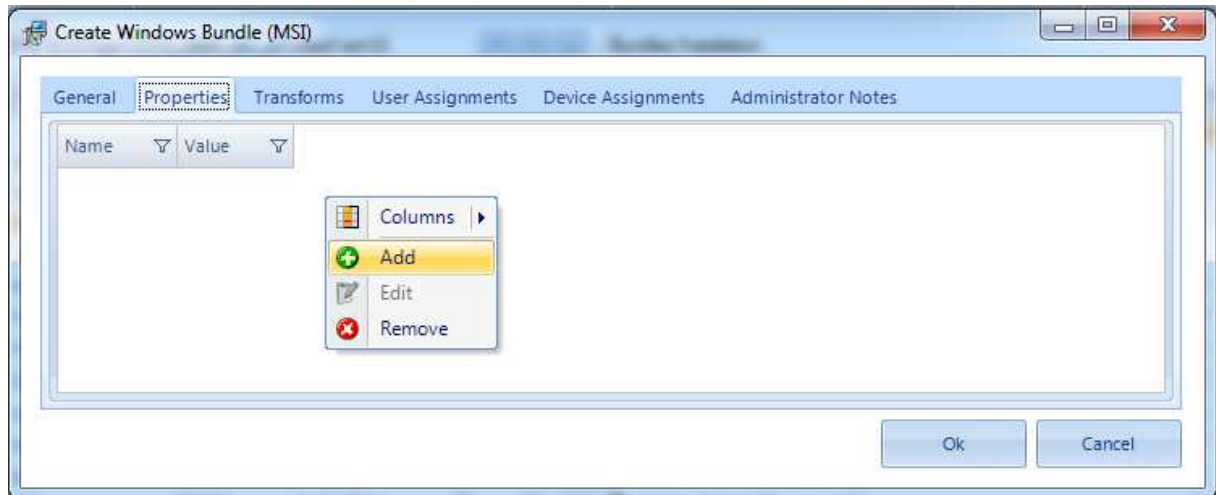 Create Windows Bundle (MSI)
General Properties Transforms User Assignments Device Assignments Administrator Notes
Name Value
Columns
Add
Edit
Remove
Ok Cancel